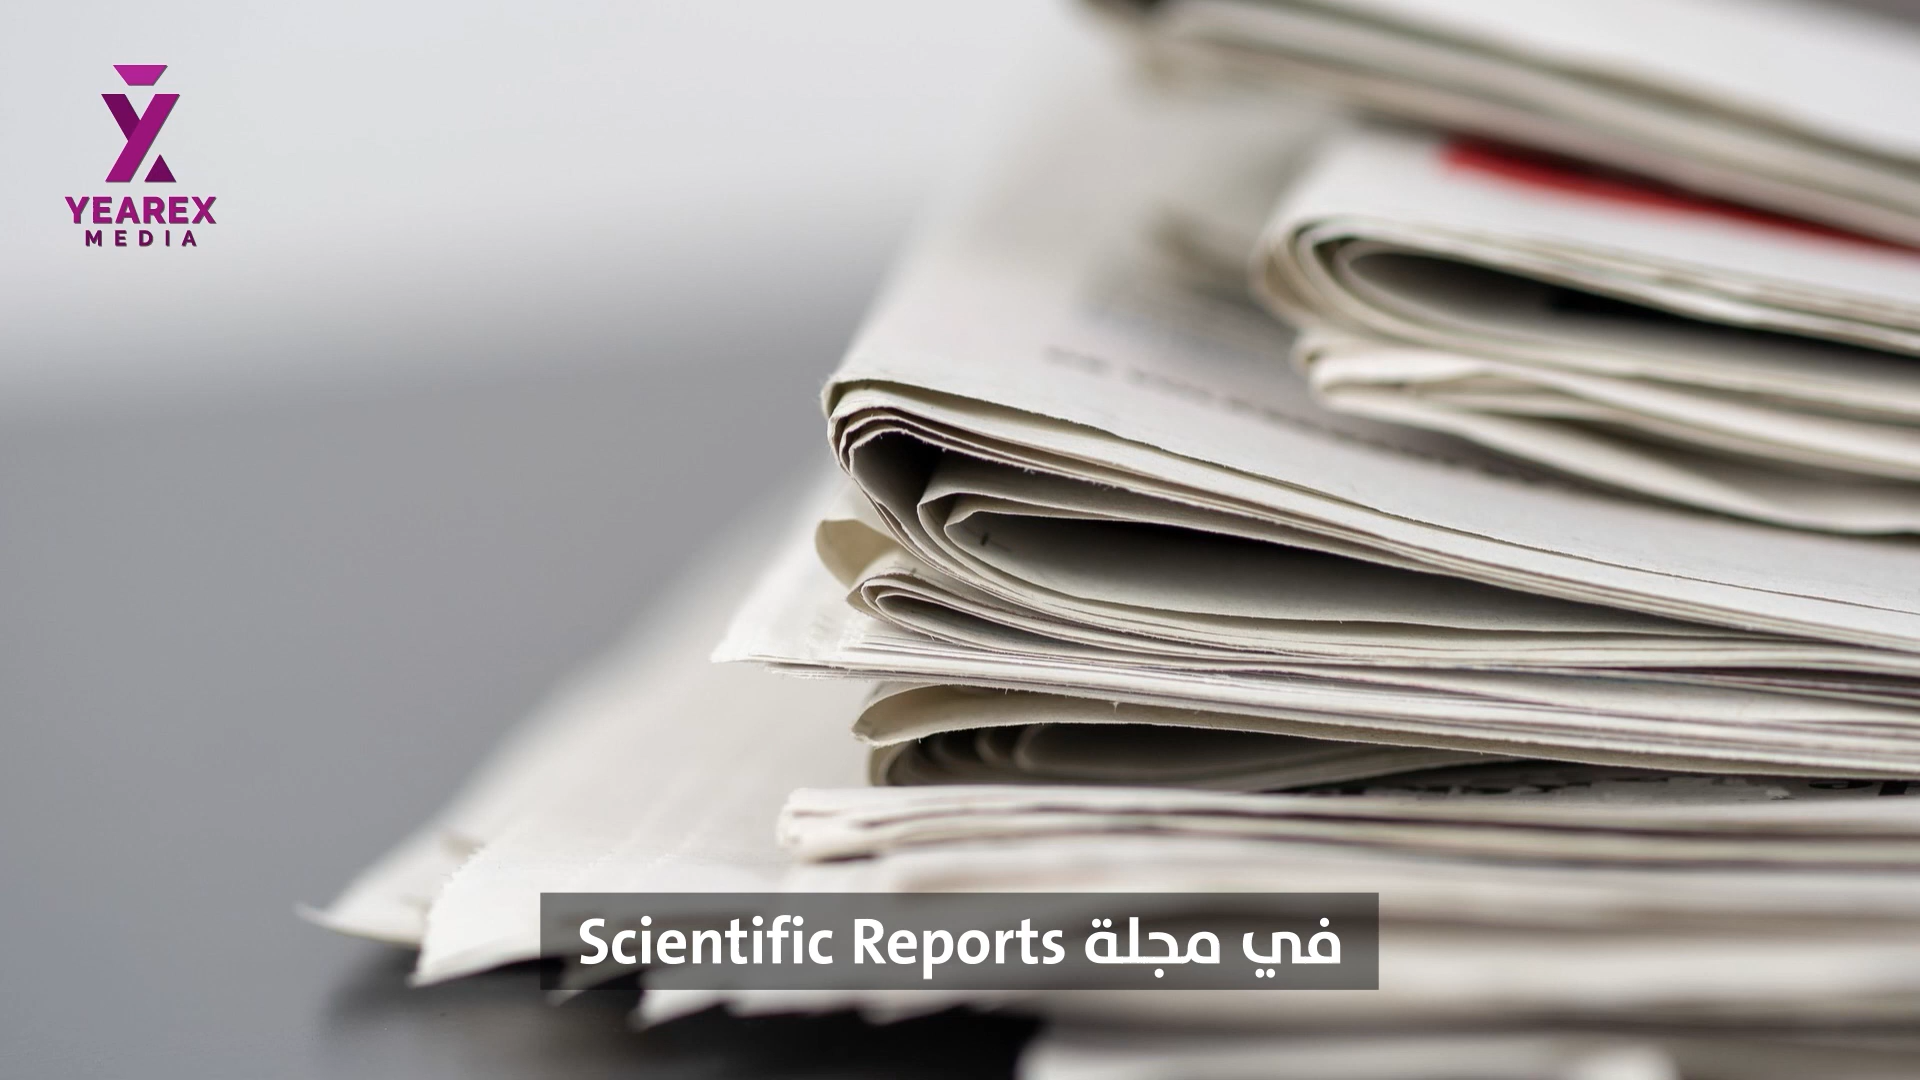 YEAREX
MEDIA
في مجلة Scientific Reports